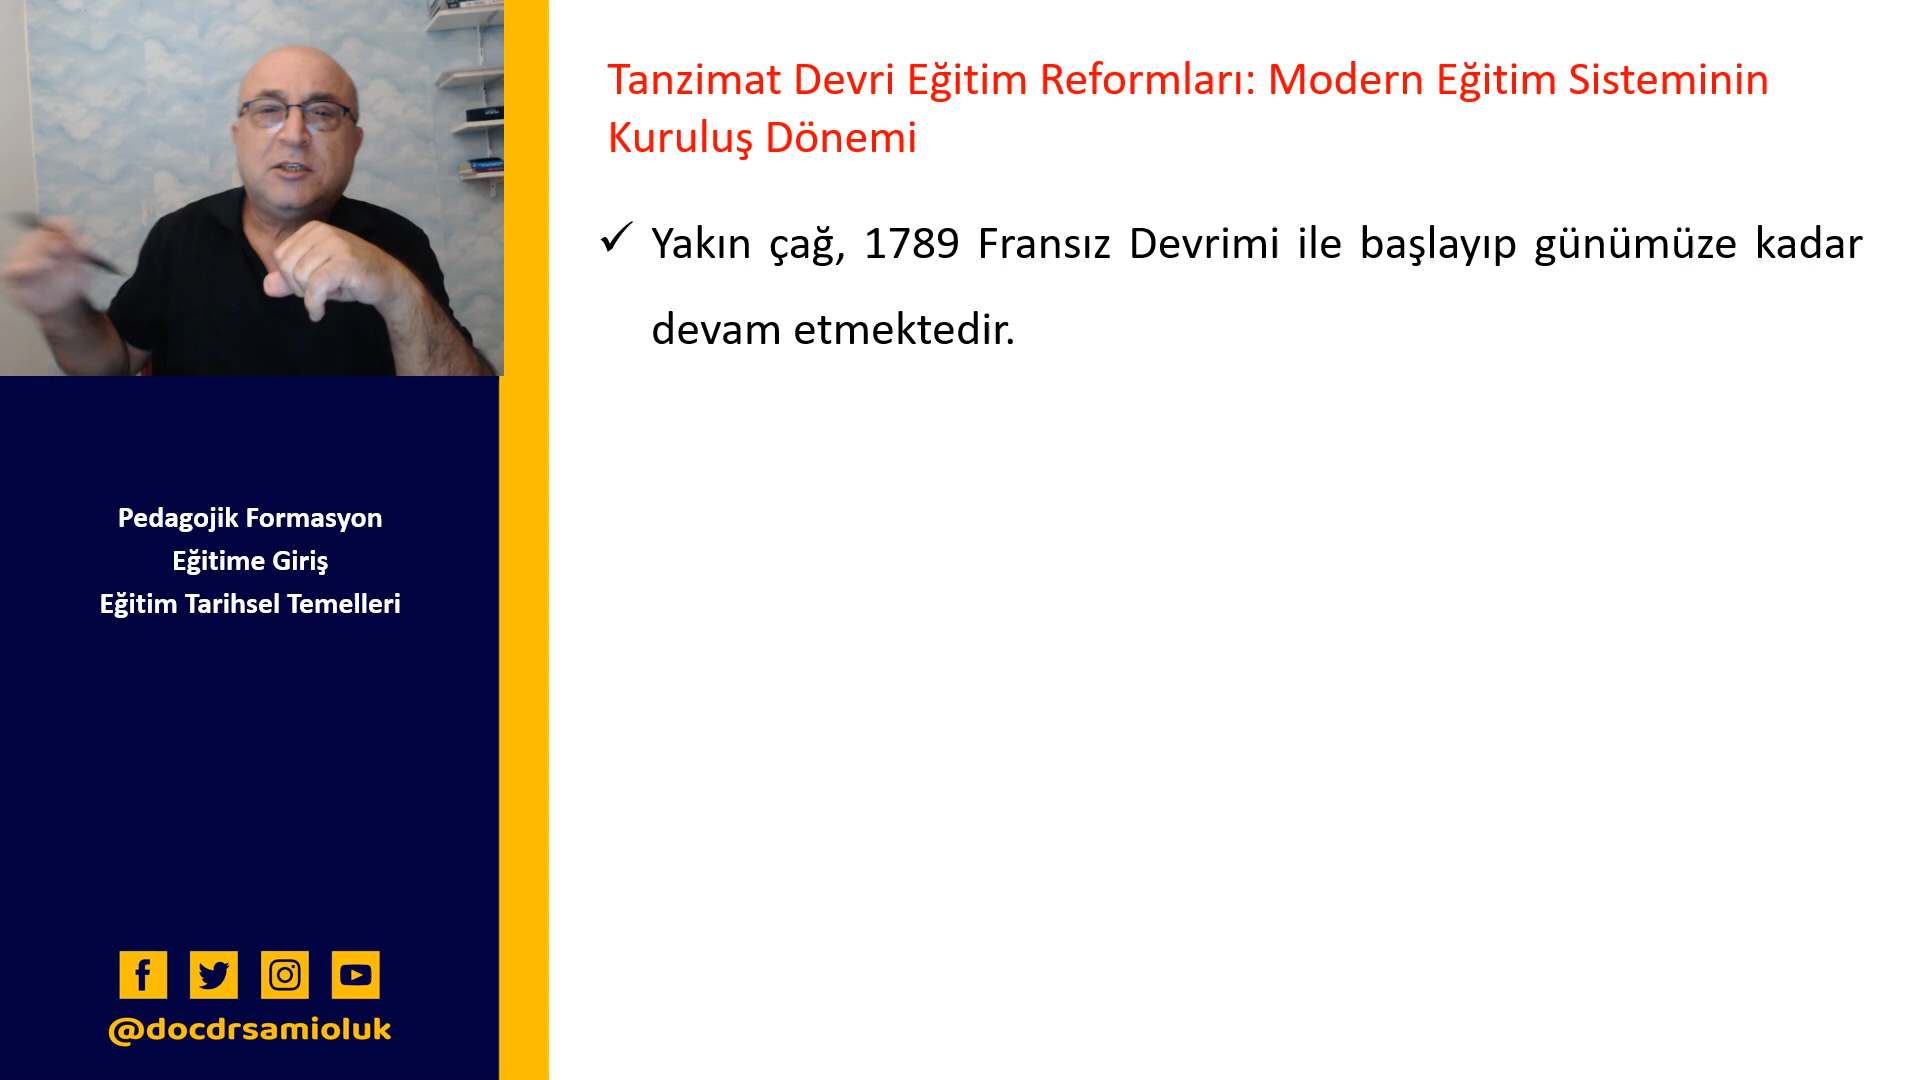 Tanzimat Devri Eğitim Reformları: Modern Eğitim Sisteminin
Kuruluş Dönemi
✓ Yakın çağ, 1789 Fransız Devrimi ile başlayıp günümüze kadar
devam etmektedir.
Pedagojik Formasyon
Eğitime Giriş
Eğitim Tarihsel Temelleri
@docdrsamioluk